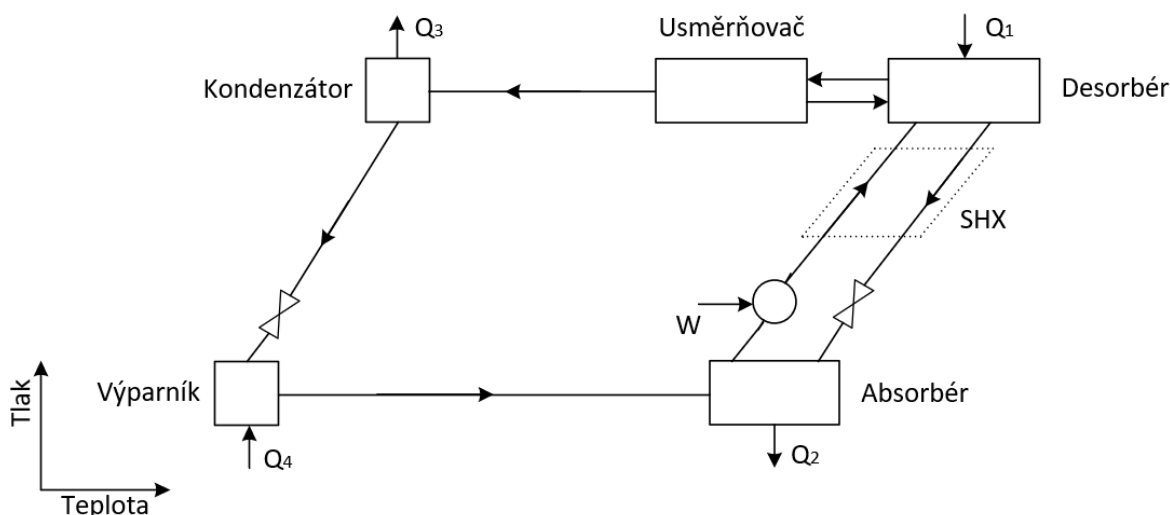 Q3
Usměrňovač
Q1
Kondenzátor
Desorbér
SHX
W
Tlak
Výparník
Absorbér
Q4
Q2
Teplota